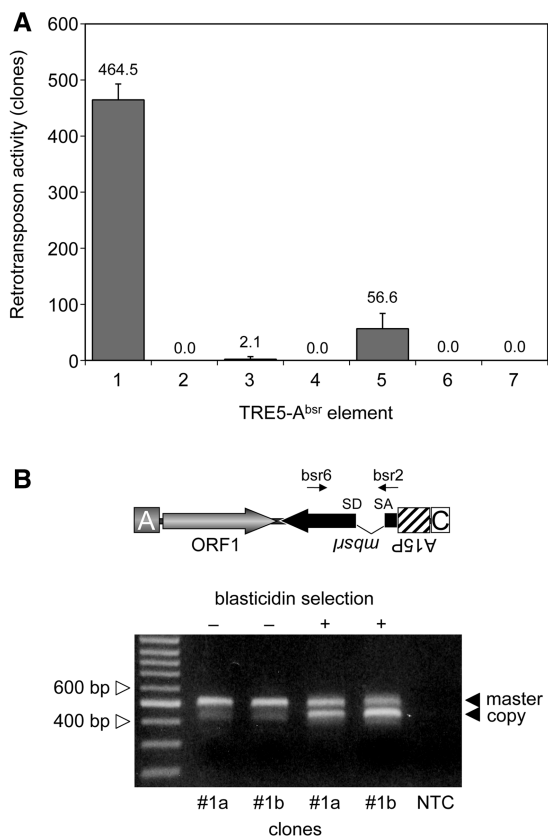 A
600
500
400
300
200
100
0
Retrotransposon activity (clones)
464.5
0.0
2.1
0.0
56.6
0.0
0.0
1 2 3 4 5 6 7
TRE5-Absr element
B
bsr6 bsr2
SD SA
A
C
ORF1
mbsrI
A15P
blasticidin selection
– – + +
600 bp
400 bp
master
copy
#1a #1b #1a #1b NTC
clones